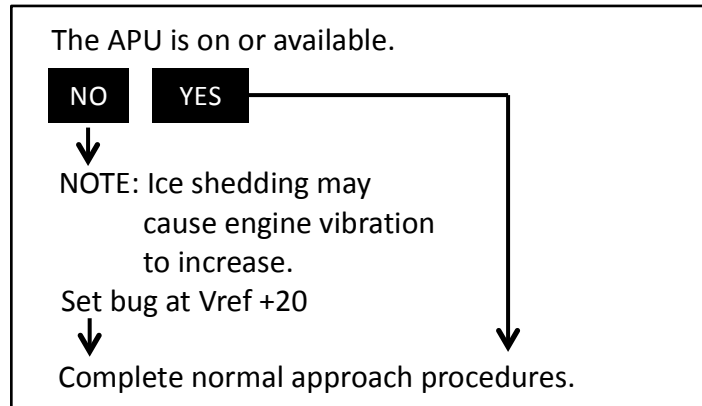 The APU is on or available.
NO YES
NOTE: Ice shedding may
cause engine vibration
to increase.
Set bug at Vref +20
Complete normal approach procedures.